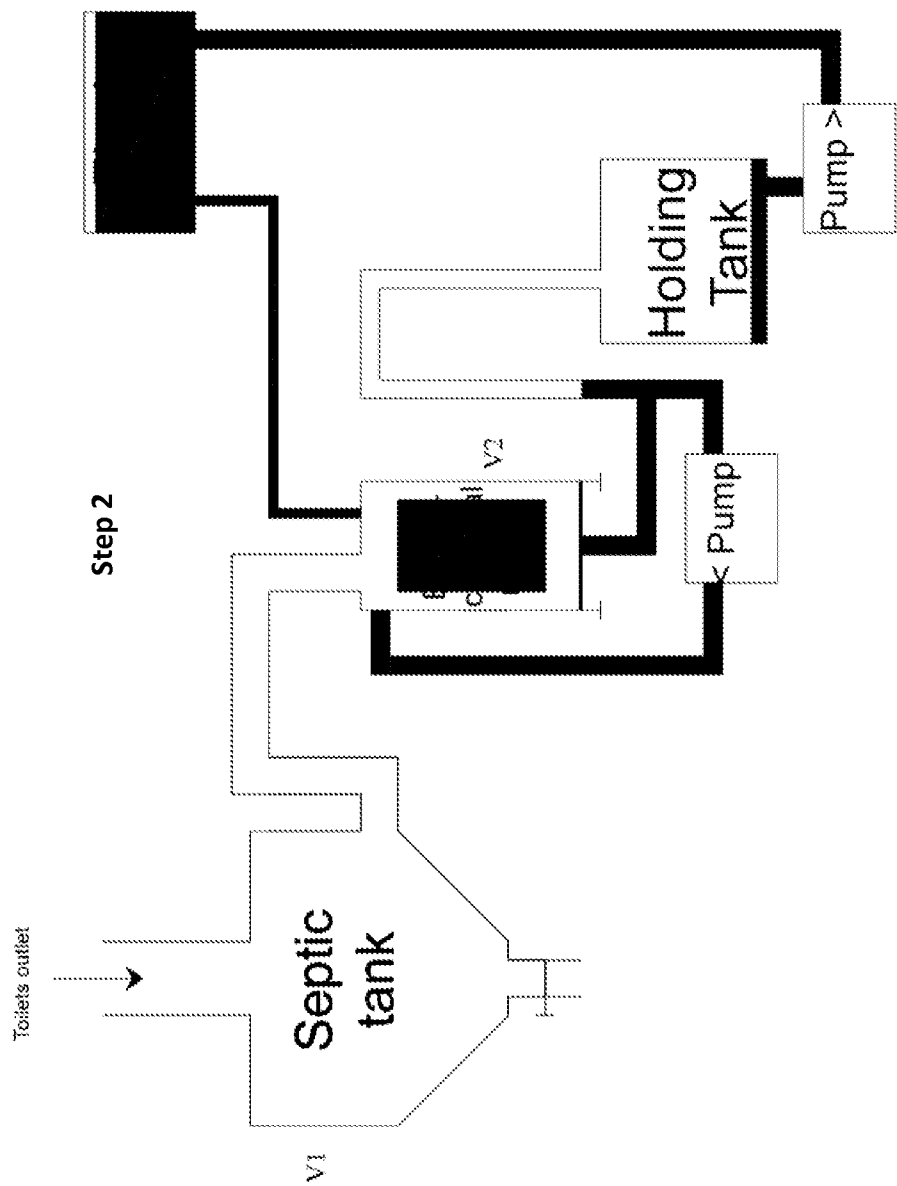 Step 2
Toilets outlet
V1
Septic
tank
V2
< Pump
Holding
Tank
Pump >